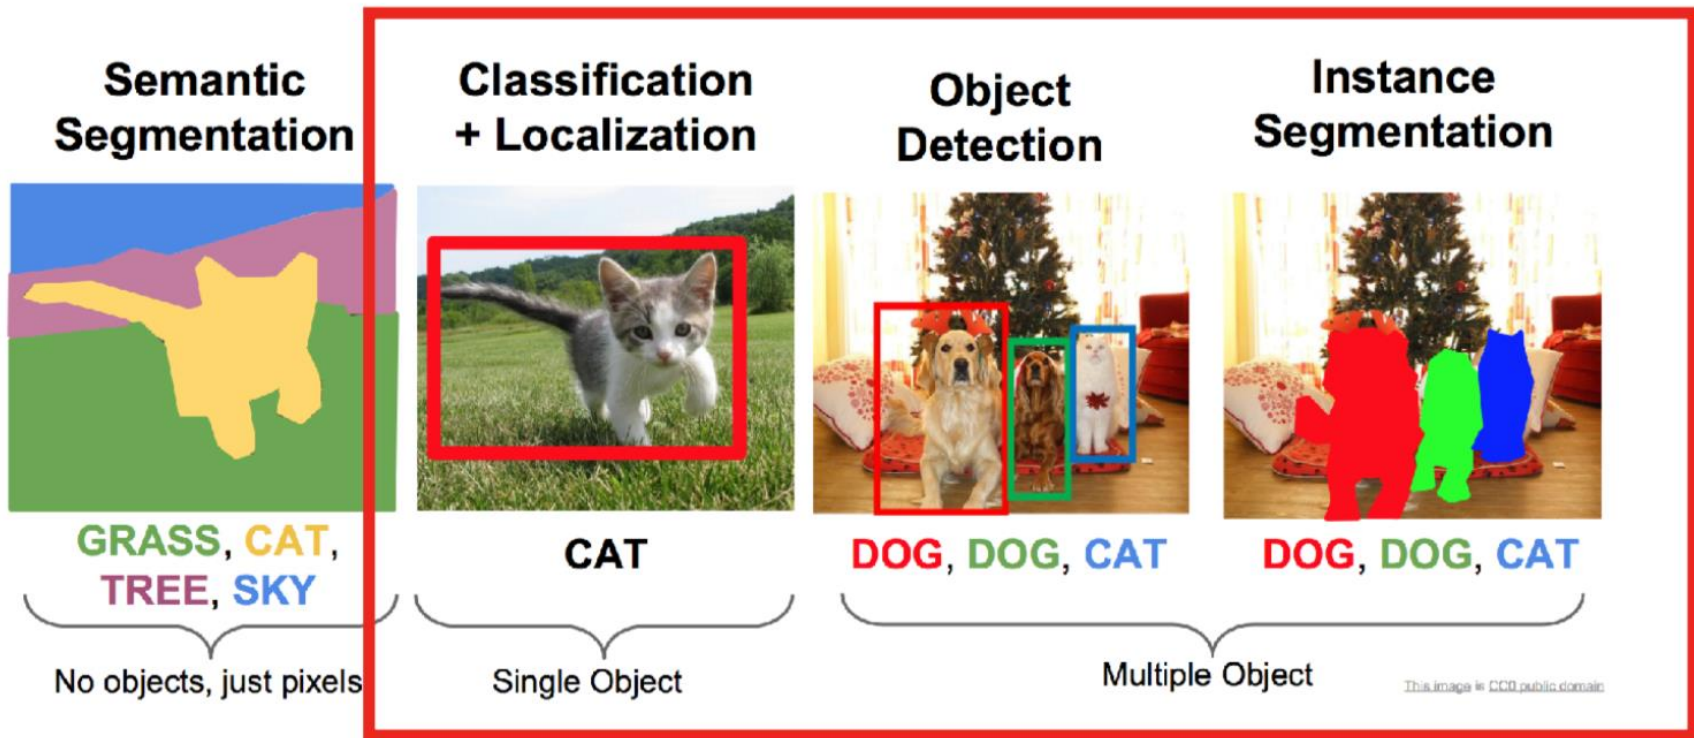 Semantic
Segmentation
Classification
+ Localization
Object
Detection
Instance
Segmentation
GRASS, CAT,
TREE, SKY
CAT
DOG, DOG, CAT
DOG, DOG, CAT
No objects, just pixels
Single Object
Multiple Object
This image is CC0 public domain